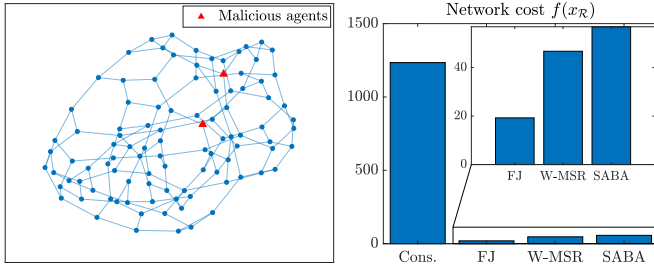 Malicious agents
Network cost f(x_R)
1500
1000
500
0
40
20
0
FJ W-MSR SABA
Cons. FJ W-MSR SABA